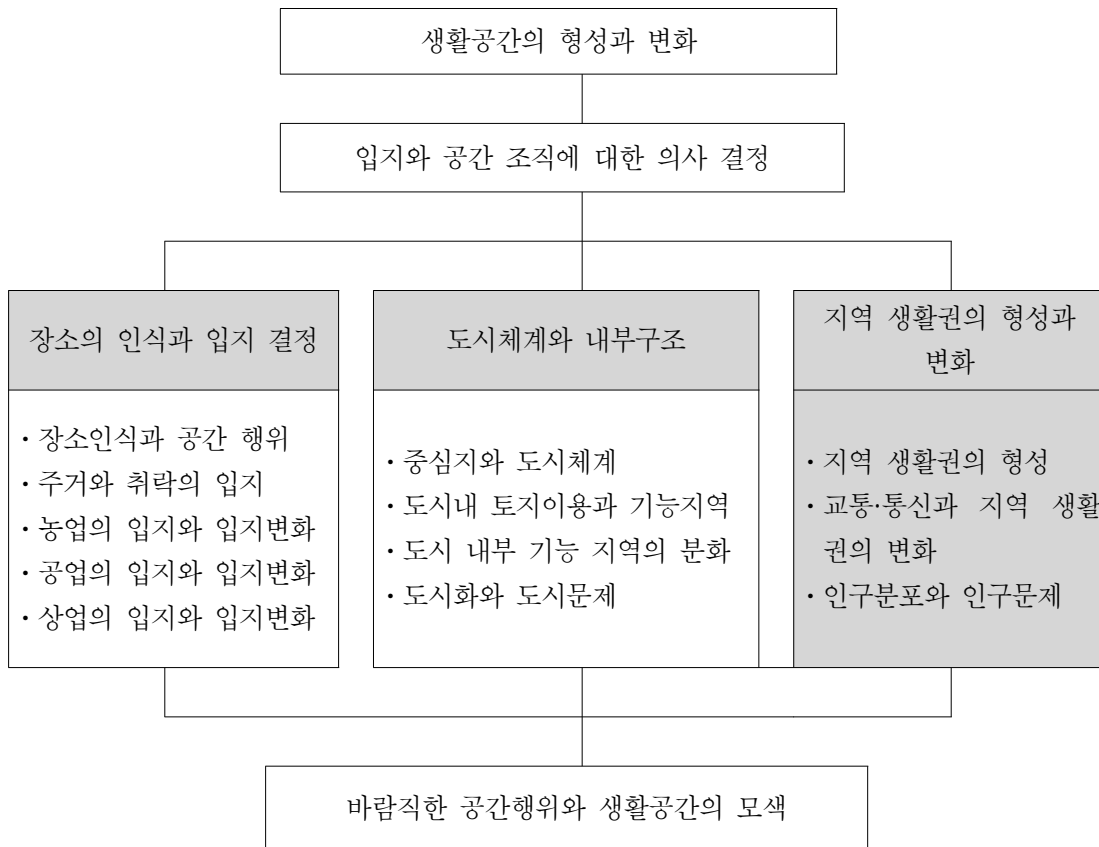 생활공간의 형성과 변화
입지와 공간 조직에 대한 의사 결정
장소의 인식과 입지 결정
· 장소인식과 공간 행위
· 주거와 취락의 입지
· 농업의 입지와 입지변화
· 공업의 입지와 입지변화
· 상업의 입지와 입지변화
도시체계와 내부구조
· 중심지와 도시체계
· 도시내 토지이용과 기능지역
· 도시 내부 기능 지역의 분화
· 도시화와 도시문제
지역 생활권의 형성과
변화
· 지역 생활권의 형성
· 교통·통신과 지역 생활
권의 변화
· 인구분포와 인구문제
바람직한 공간행위와 생활공간의 모색